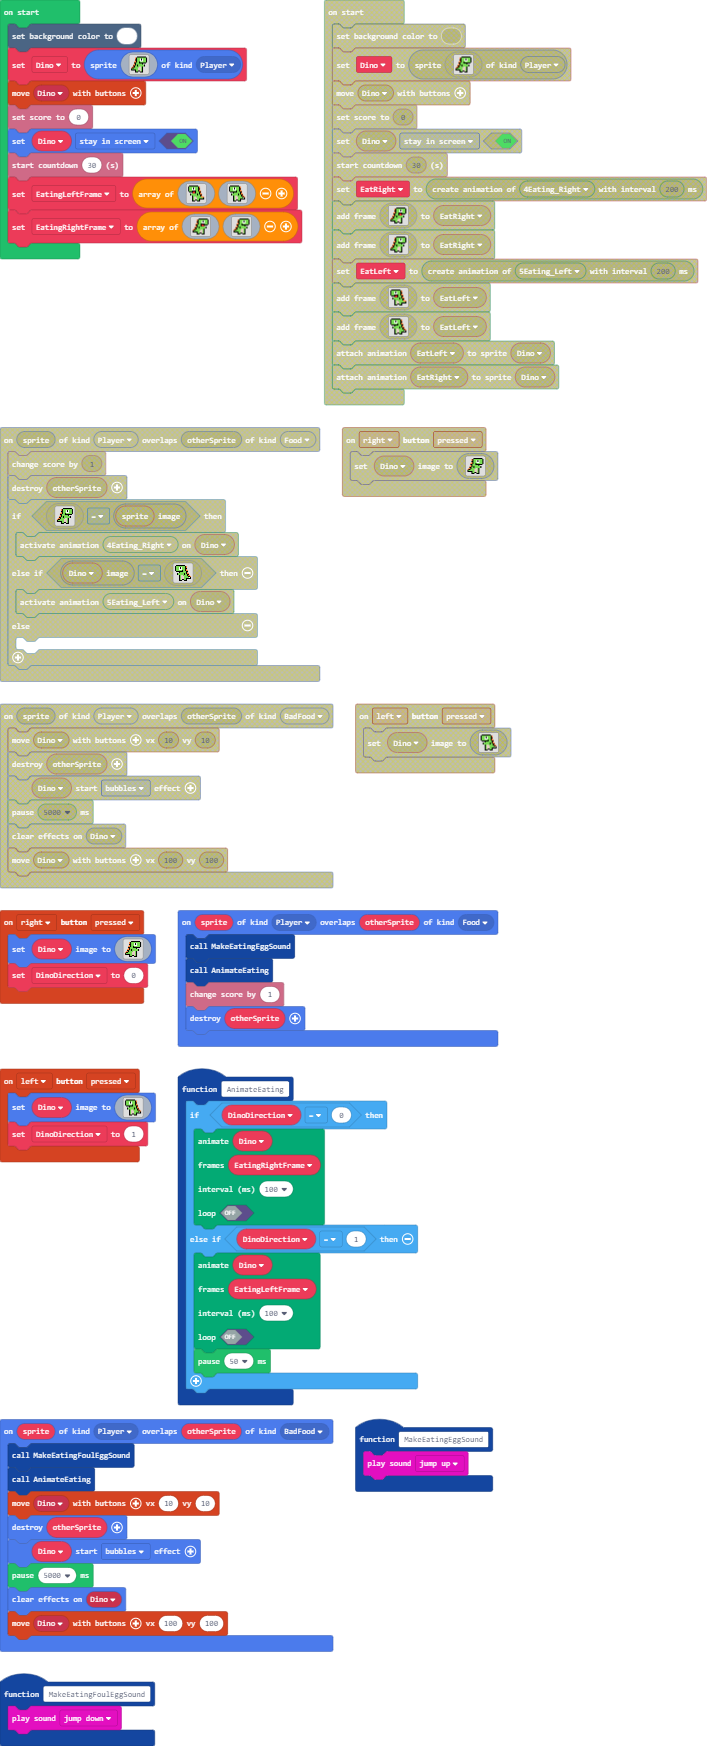 on start
set background color to
set Dino to sprite of kind Player
move Dino with buttons
set score to 0
set Dino stay in screen ON
start countdown 30 (s)
set EatingLeftFrame to array of
set EatingRightFrame to array of
on start
set background color to
set Dino to sprite of kind Player
move Dino with buttons
set score to 0
set Dino stay in screen ON
start countdown 30 (s)
set EatRight to create animation of 4Eating_Right with interval 200 ms
add frame to EatRight
add frame to EatRight
set EatLeft to create animation of 5Eating_Left with interval 200 ms
add frame to EatLeft
add frame to EatLeft
attach animation EatLeft to sprite Dino
attach animation EatRight to sprite Dino
on sprite of kind Player overlaps otherSprite of kind Food
change score by 1
destroy otherSprite
if = sprite image then
activate animation 4Eating_Right on Dino
else if Dino image = then
activate animation 5Eating_Left on Dino
else
on right button pressed
set Dino image to
on sprite of kind Player overlaps otherSprite of kind BadFood
move Dino with buttons vx 10 vy 10
destroy otherSprite
Dino start bubbles effect
pause 5000 ms
clear effects on Dino
move Dino with buttons vx 100 vy 100
on left button pressed
set Dino image to
on right button pressed
set Dino image to
set DinoDirection to 0
on sprite of kind Player overlaps otherSprite of kind Food
call MakeEatingEggSound
call AnimateEating
change score by 1
destroy otherSprite
on left button pressed
set Dino image to
set DinoDirection to 1
function AnimateEating
if DinoDirection = 0 then
animate Dino
frames EatingRightFrame
interval (ms) 100
loop OFF
else if DinoDirection = 1 then
animate Dino
frames EatingLeftFrame
interval (ms) 100
loop OFF
pause 50 ms
on sprite of kind Player overlaps otherSprite of kind BadFood
call MakeEatingFoulEggSound
call AnimateEating
move Dino with buttons vx 10 vy 10
destroy otherSprite
Dino start bubbles effect
pause 5000 ms
clear effects on Dino
move Dino with buttons vx 100 vy 100
function MakeEatingEggSound
play sound jump up
function MakeEatingFoulEggSound
play sound jump down